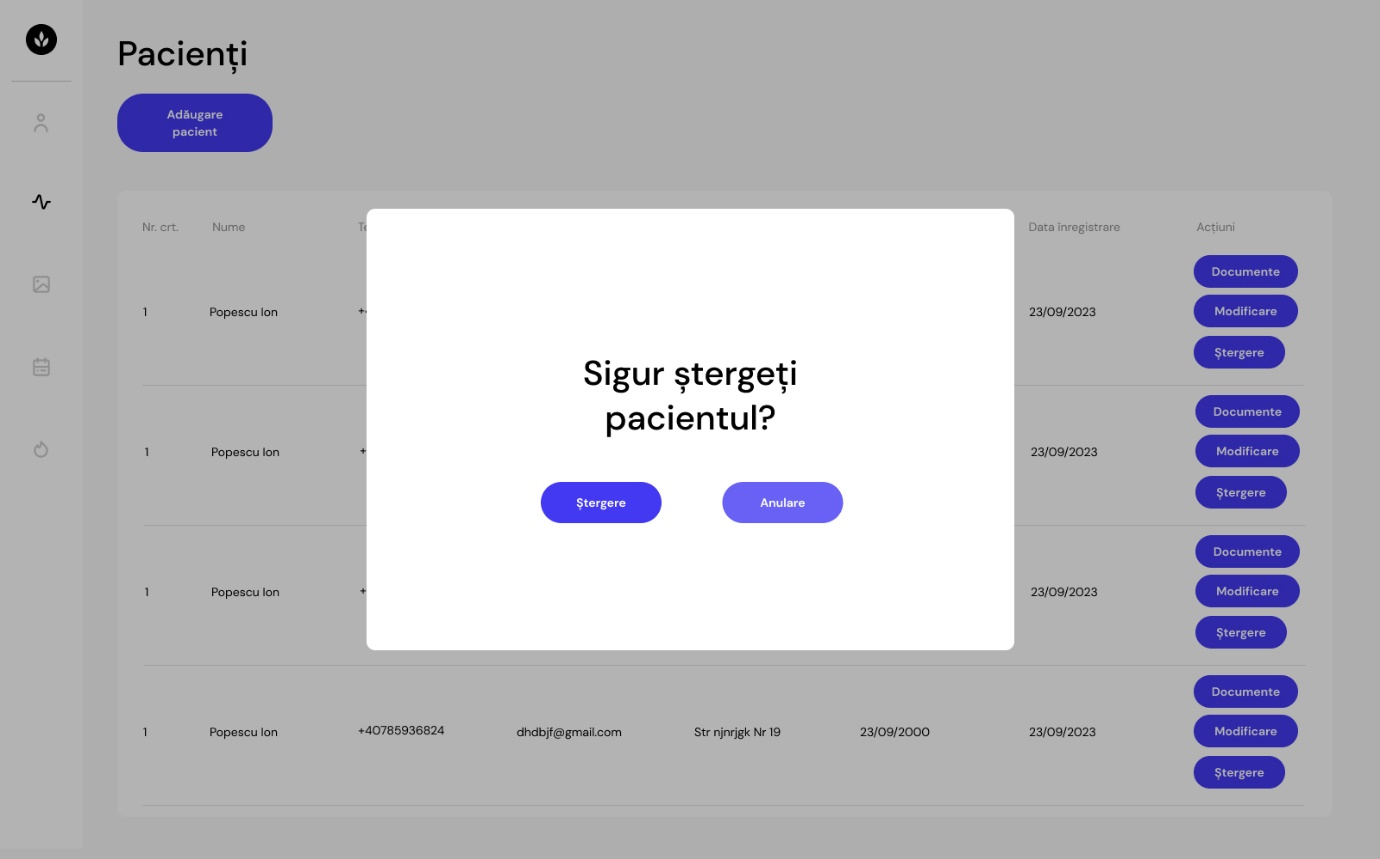 Pacienți
Adăugare
pacient
Nr. crt. Nume Data înregistrare Acțiuni
Documente
1 Popescu Ion 23/09/2023 Modificare
Ștergere
Documente
1 Popescu Ion + 23/09/2023 Modificare
Ștergere
Documente
1 Popescu Ion + 23/09/2023 Modificare
Ștergere
Documente
1 Popescu Ion +40785936824 dhdbjf@gmail.com Str njnrjgk Nr 19 23/09/2000 23/09/2023 Modificare
Ștergere
Sigur ștergeți
pacientul?
Ștergere Anulare